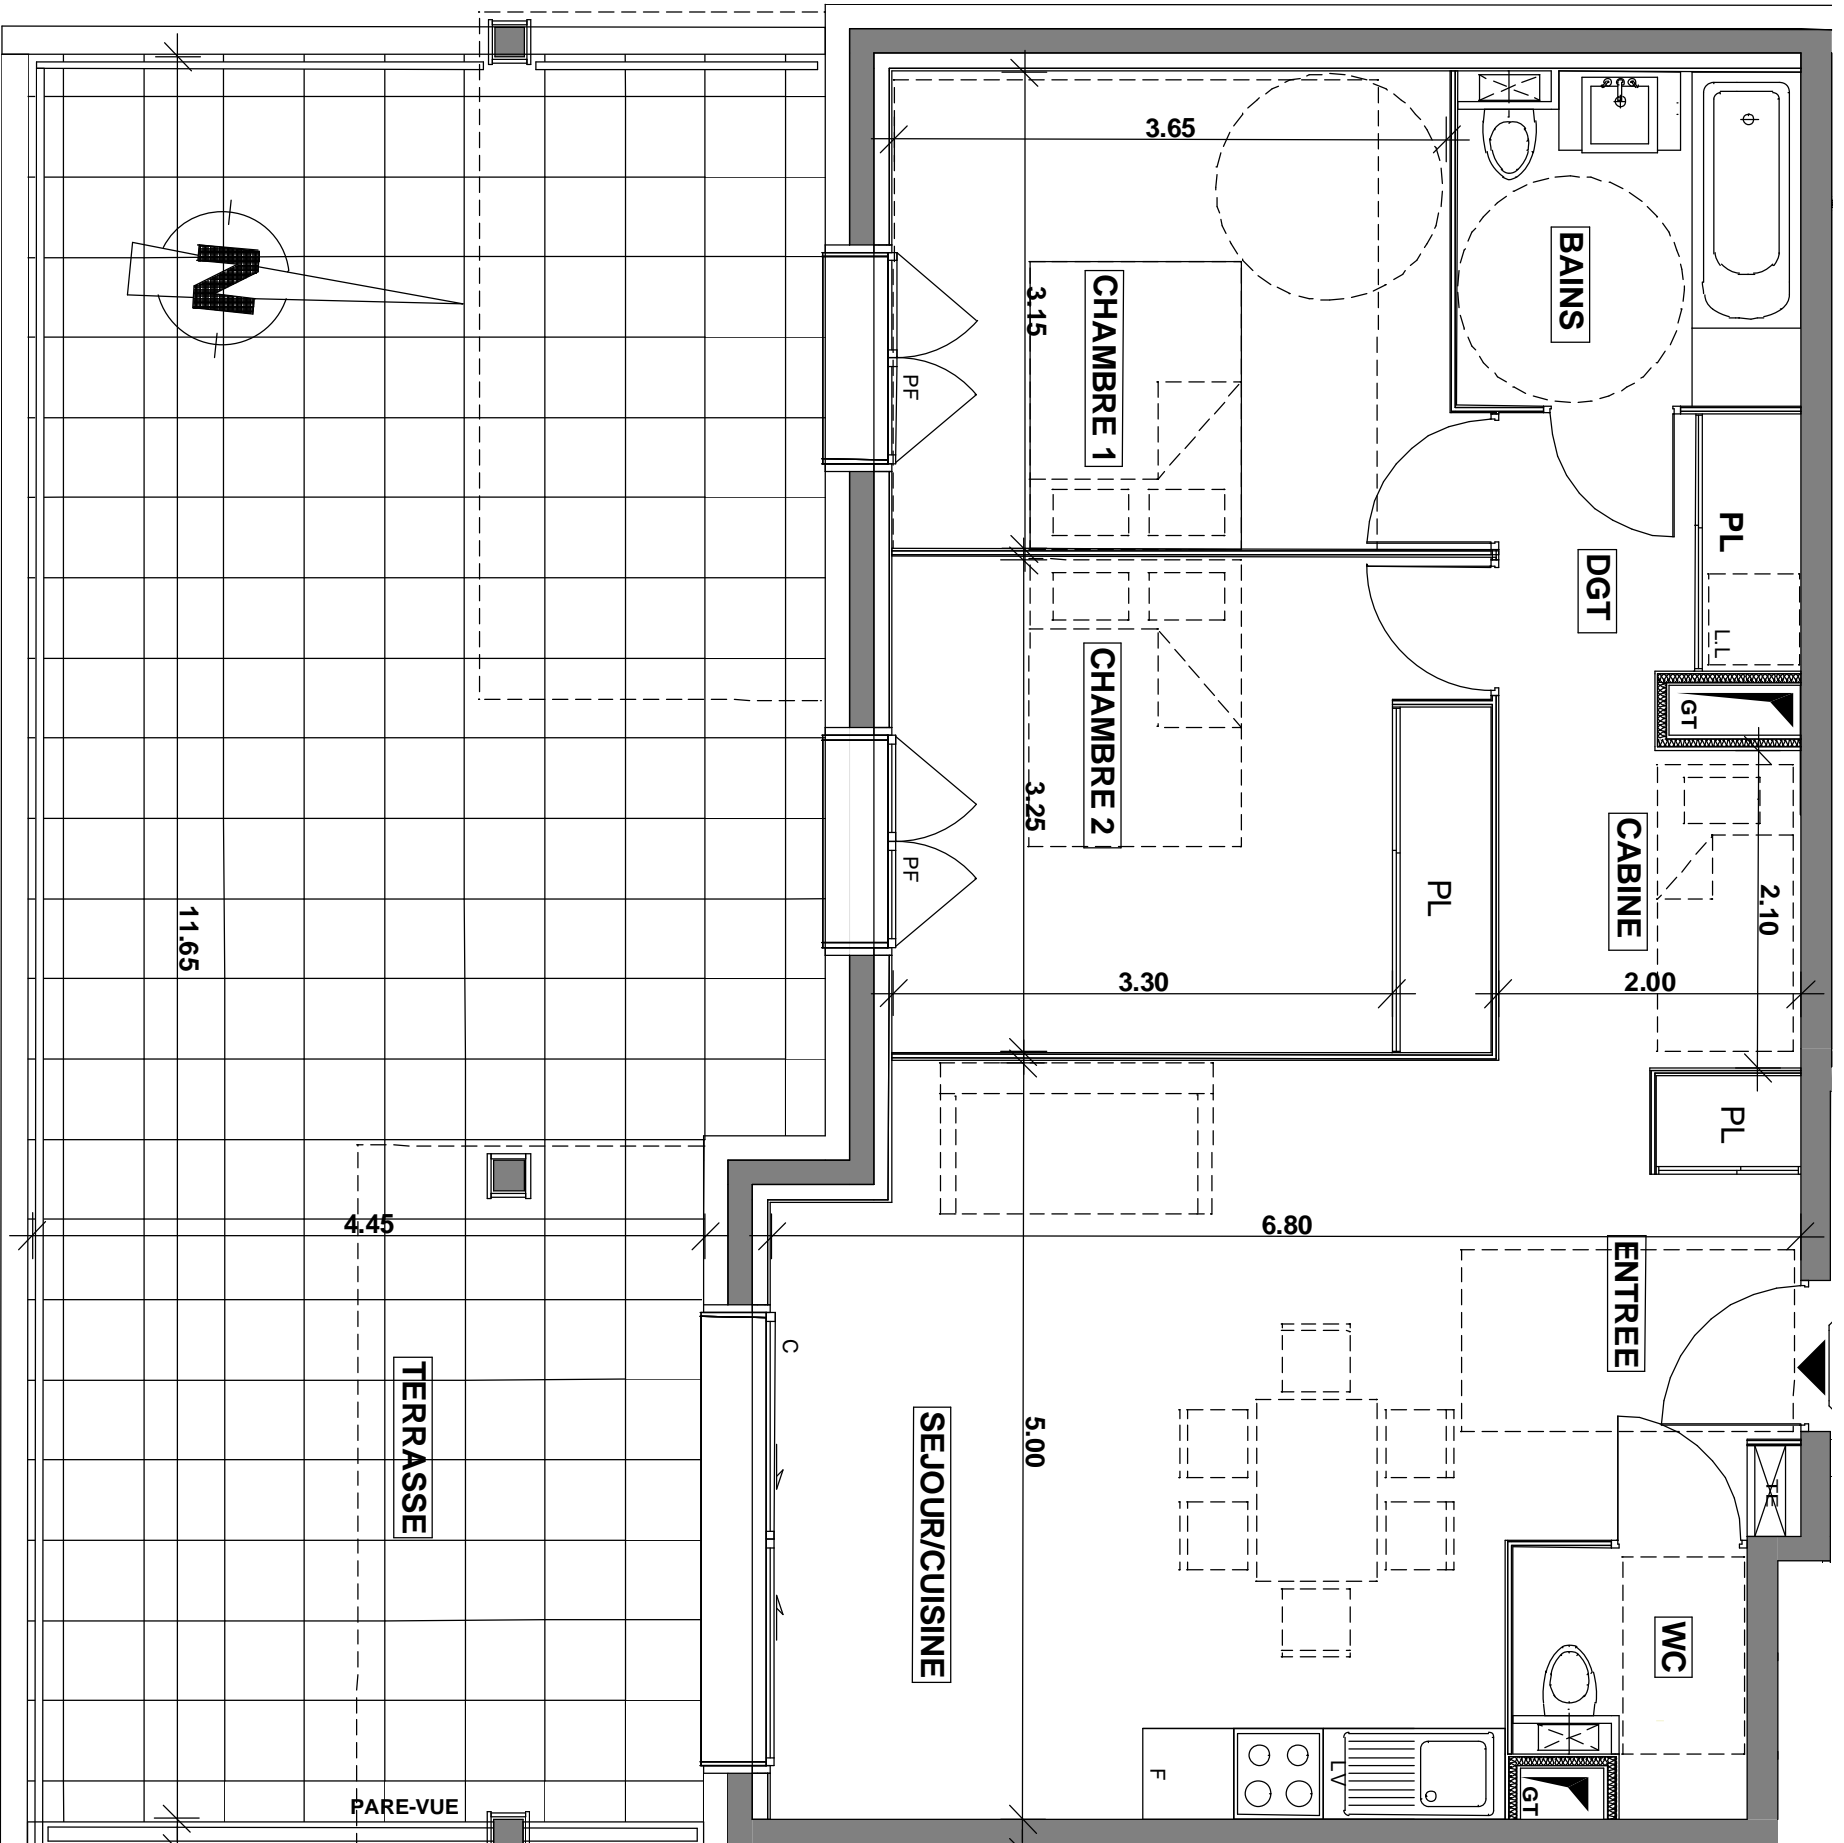 3.65
BAINS
N
3.15
CHAMBRE 1
PF
PL
DGT
L.L
GT
CHAMBRE 2
3.25
PF
CABINE
2.10
PL
11.65
3.30
2.00
PL
4.45
6.80
ENTREE
C
TERRASSE
SEJOUR/CUISINE
5.00
TE
WC
LV
F
GT
PARE-VUE